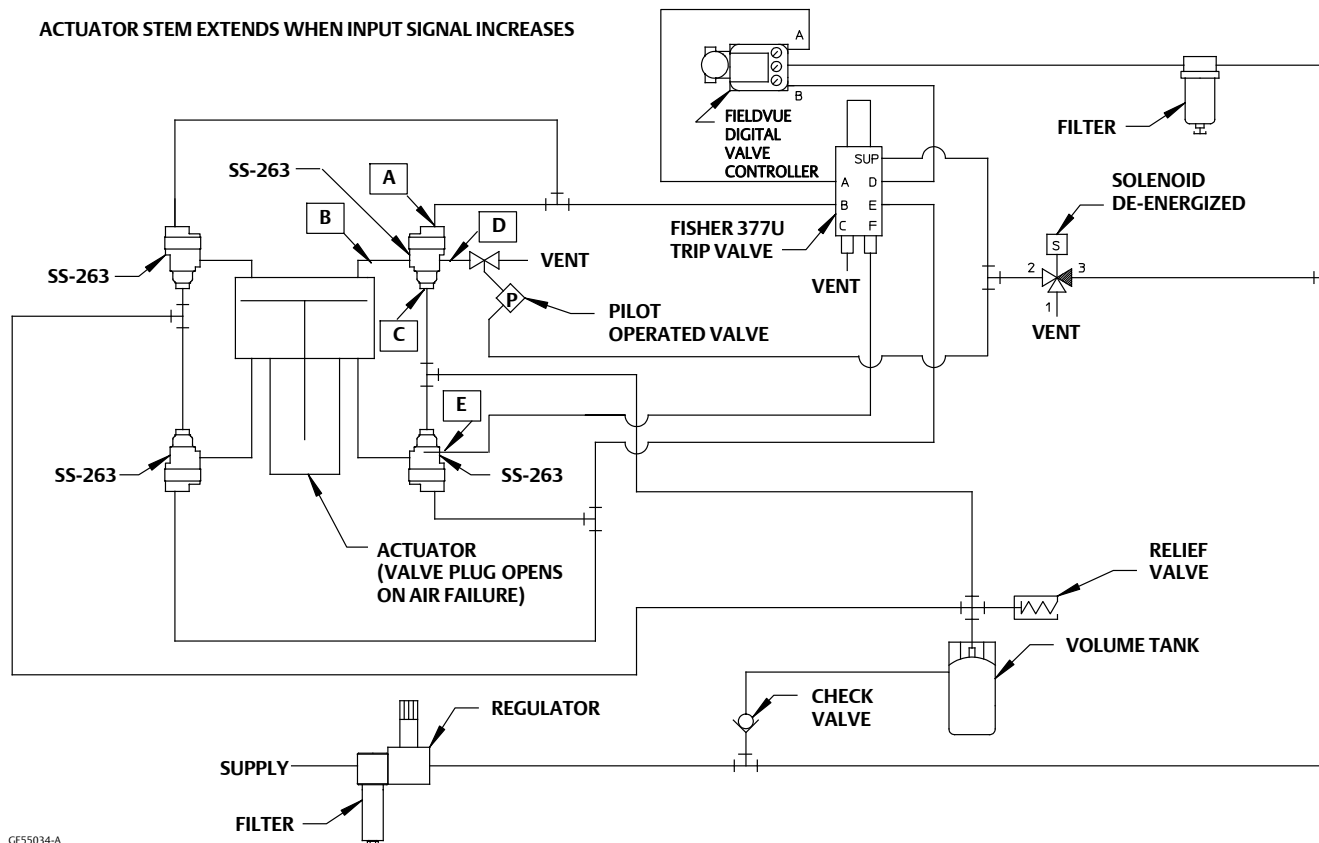 ACTUATOR STEM EXTENDS WHEN INPUT SIGNAL INCREASES
A
B
FIELDVUE
DIGITAL
VALVE
CONTROLLER
FILTER
SS-263
A
B
D
VENT
C
SS-263
SUP
A
D
B
E
C
F
FISHER 377U
TRIP VALVE
VENT
SOLENOID
DE-ENERGIZED
S
2
3
1
VENT
P
PILOT
OPERATED VALVE
E
SS-263
SS-263
ACTUATOR
(VALVE PLUG OPENS
ON AIR FAILURE)
RELIEF
VALVE
VOLUME TANK
CHECK
VALVE
REGULATOR
SUPPLY
FILTER
GE55034-A